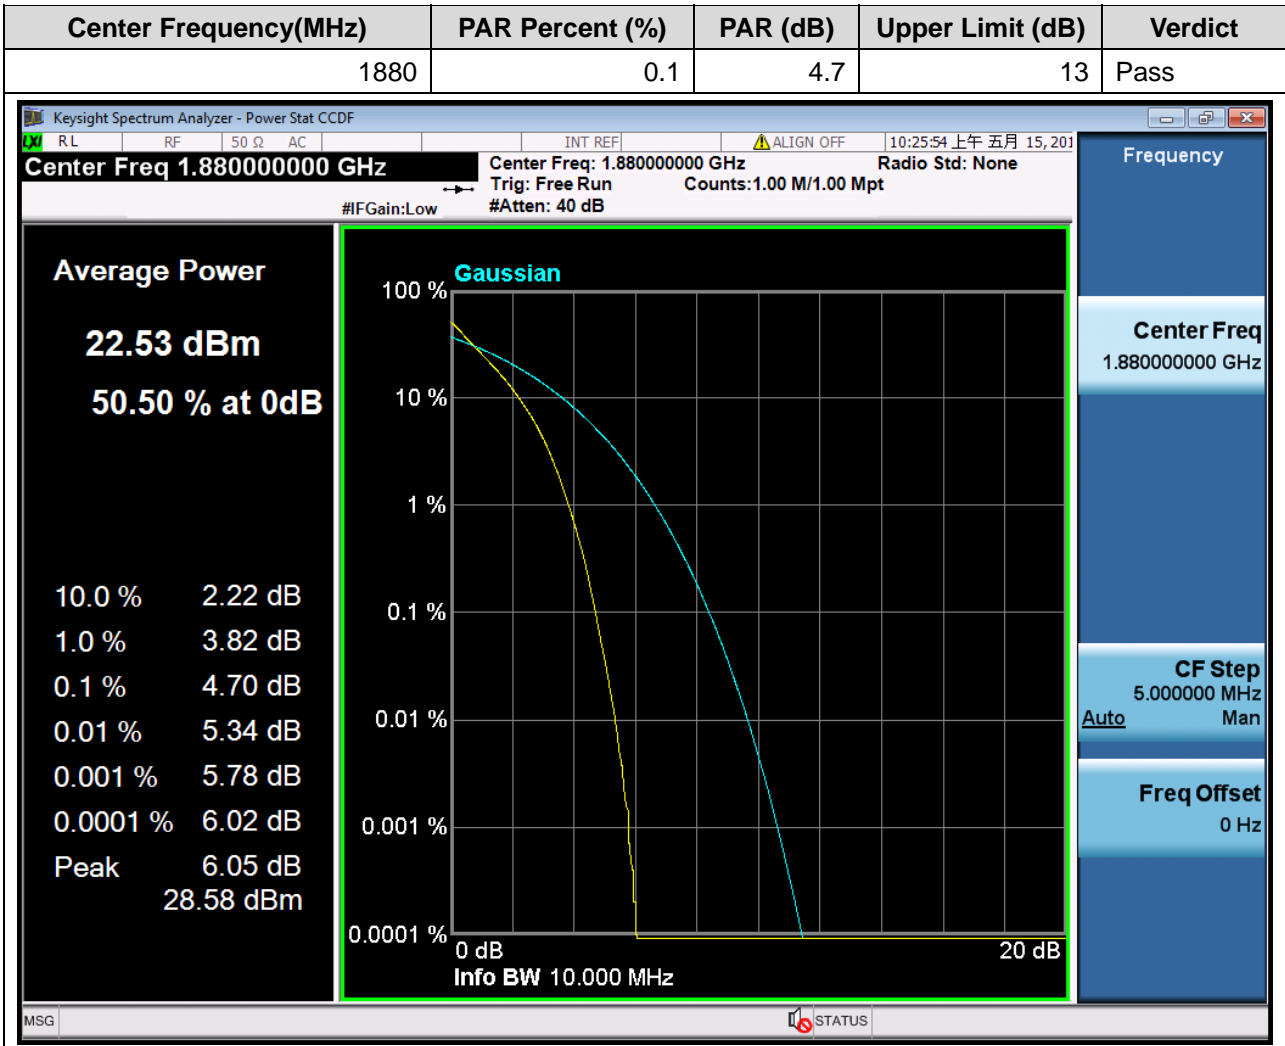 Center Frequency(MHz) PAR Percent (%) PAR (dB) Upper Limit (dB) Verdict
1880 0.1 4.7 13 Pass
Keysight Spectrum Analyzer - Power Stat CCDF
LXI RL RF 50 Ω AC INT REF ALIGN OFF 10:25:54 上午 五月 15, 201
Center Freq 1.880000000 GHz
Center Freq: 1.880000000 GHz Radio Std: None
Trig: Free Run Counts:1.00 M/1.00 Mpt
#IFGain:Low #Atten: 40 dB
Average Power
22.53 dBm
50.50 % at 0dB
10.0 % 2.22 dB
1.0 % 3.82 dB
0.1 % 4.70 dB
0.01 % 5.34 dB
0.001 % 5.78 dB
0.0001 % 6.02 dB
Peak 6.05 dB
28.58 dBm
Gaussian
100 %
10 %
1 %
0.1 %
0.01 %
0.001 %
0.0001 %
0 dB 20 dB
Info BW 10.000 MHz
Frequency
Center Freq
1.880000000 GHz
CF Step
5.000000 MHz
Auto Man
Freq Offset
0 Hz
MSG STATUS